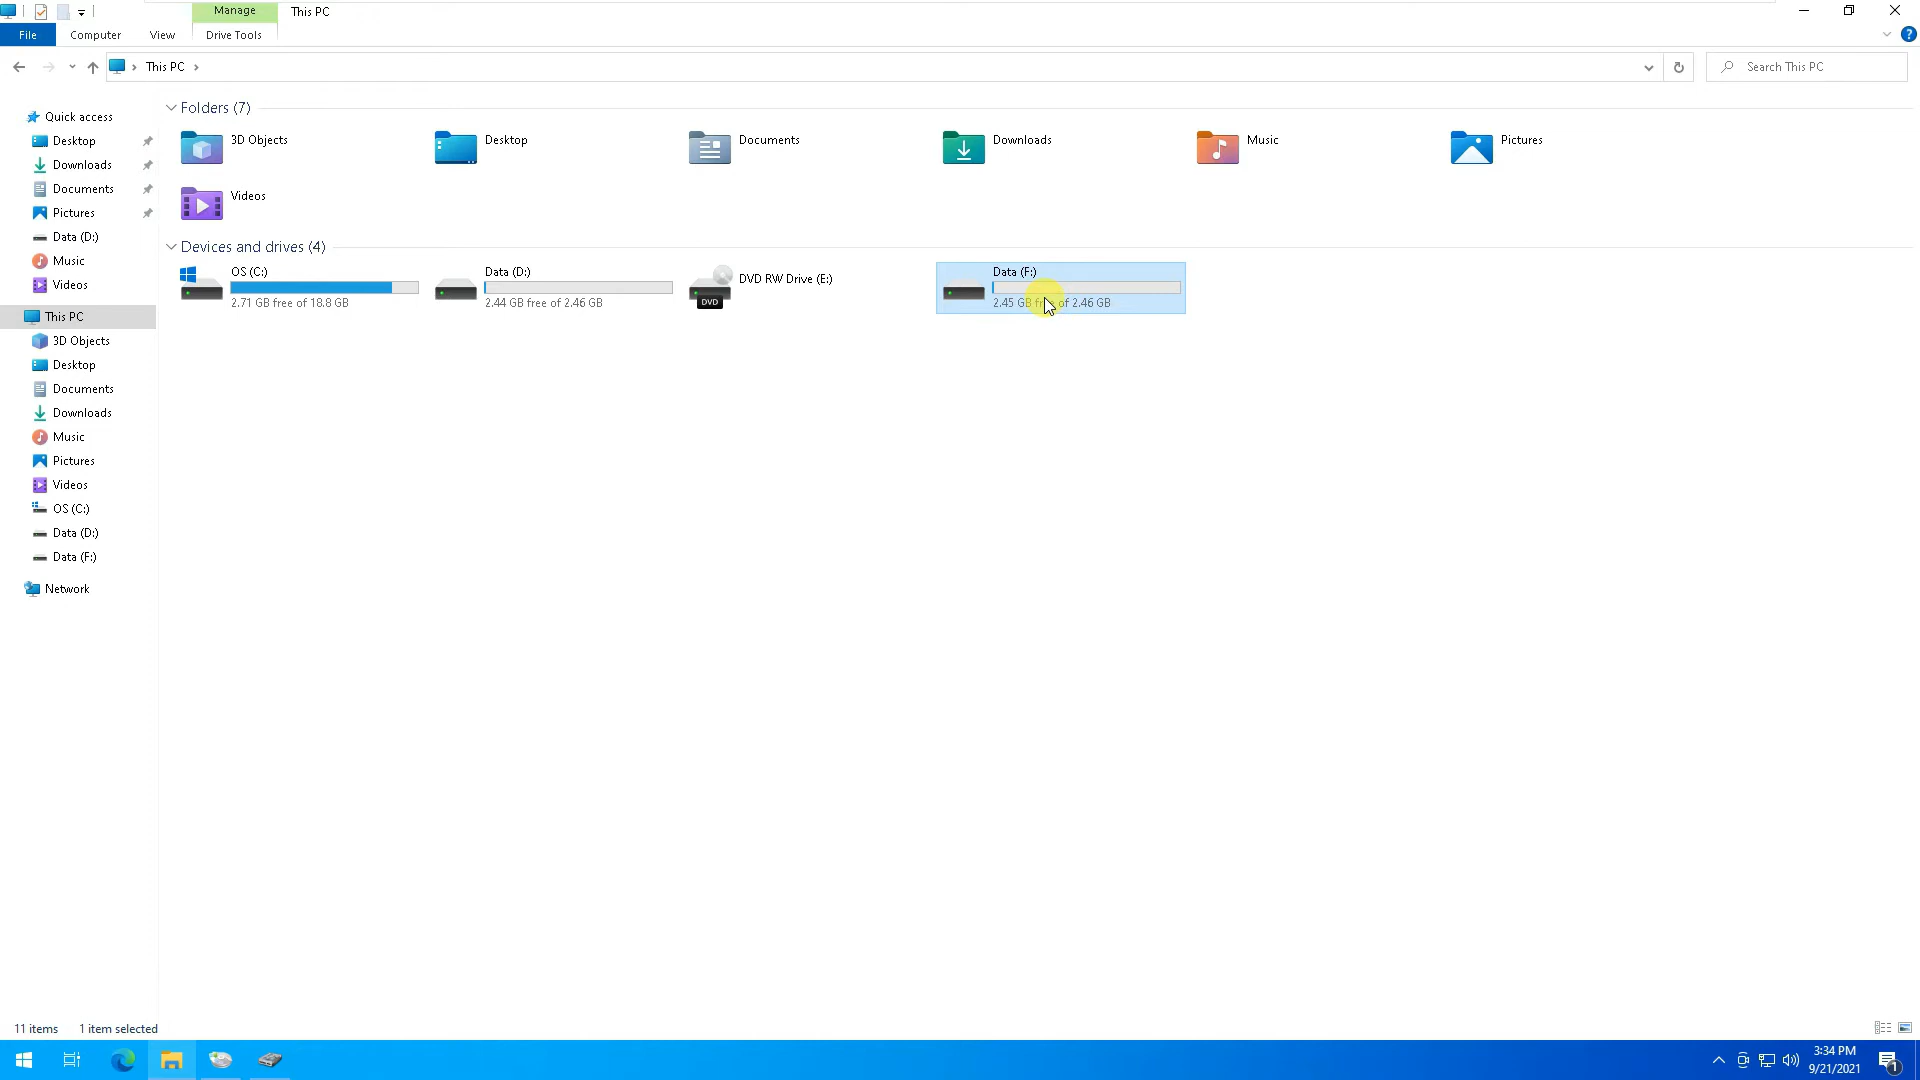 Manage
This PC
File
Computer
View
Drive Tools
This PC
Search This PC
Quick access
Desktop
Downloads
Documents
Pictures
Data (D:)
Music
Videos
This PC
3D Objects
Desktop
Documents
Downloads
Music
Pictures
Videos
OS (C:)
Data (D:)
Data (F:)
Network
Folders (7)
3D Objects
Desktop
Documents
Downloads
Music
Pictures
Videos
Devices and drives (4)
OS (C:)
2.71 GB free of 18.8 GB
Data (D:)
2.44 GB free of 2.46 GB
DVD
DVD RW Drive (E:)
Data (F:)
2.45 GB free of 2.46 GB
11 items
1 item selected
3:34 PM
9/21/2021
1